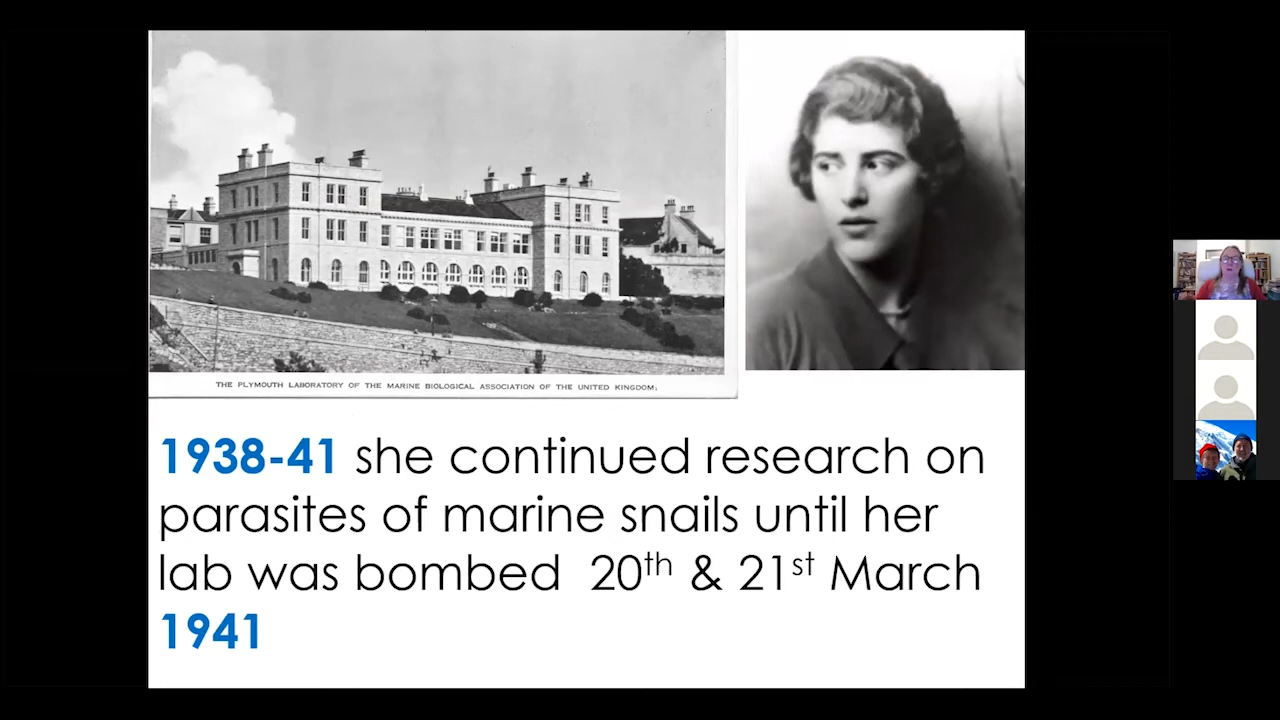 THE PLYMOUTH LABORATORY OF THE MARINE BIOLOGICAL ASSOCIATION OF THE UNITED KINGDOM.
1938-41 she continued research on
parasites of marine snails until her
lab was bombed 20th & 21st March
1941